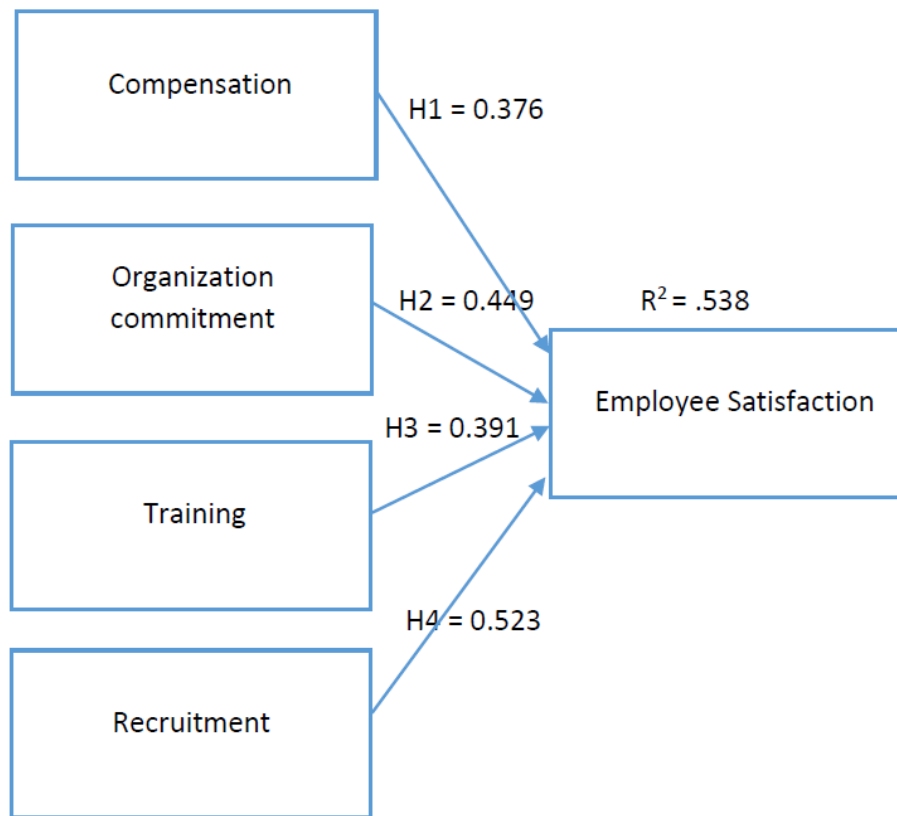 Compensation
H1 = 0.376
Organization
commitment
H2 = 0.449
R² = .538
Employee Satisfaction
H3 = 0.391
Training
H4 = 0.523
Recruitment